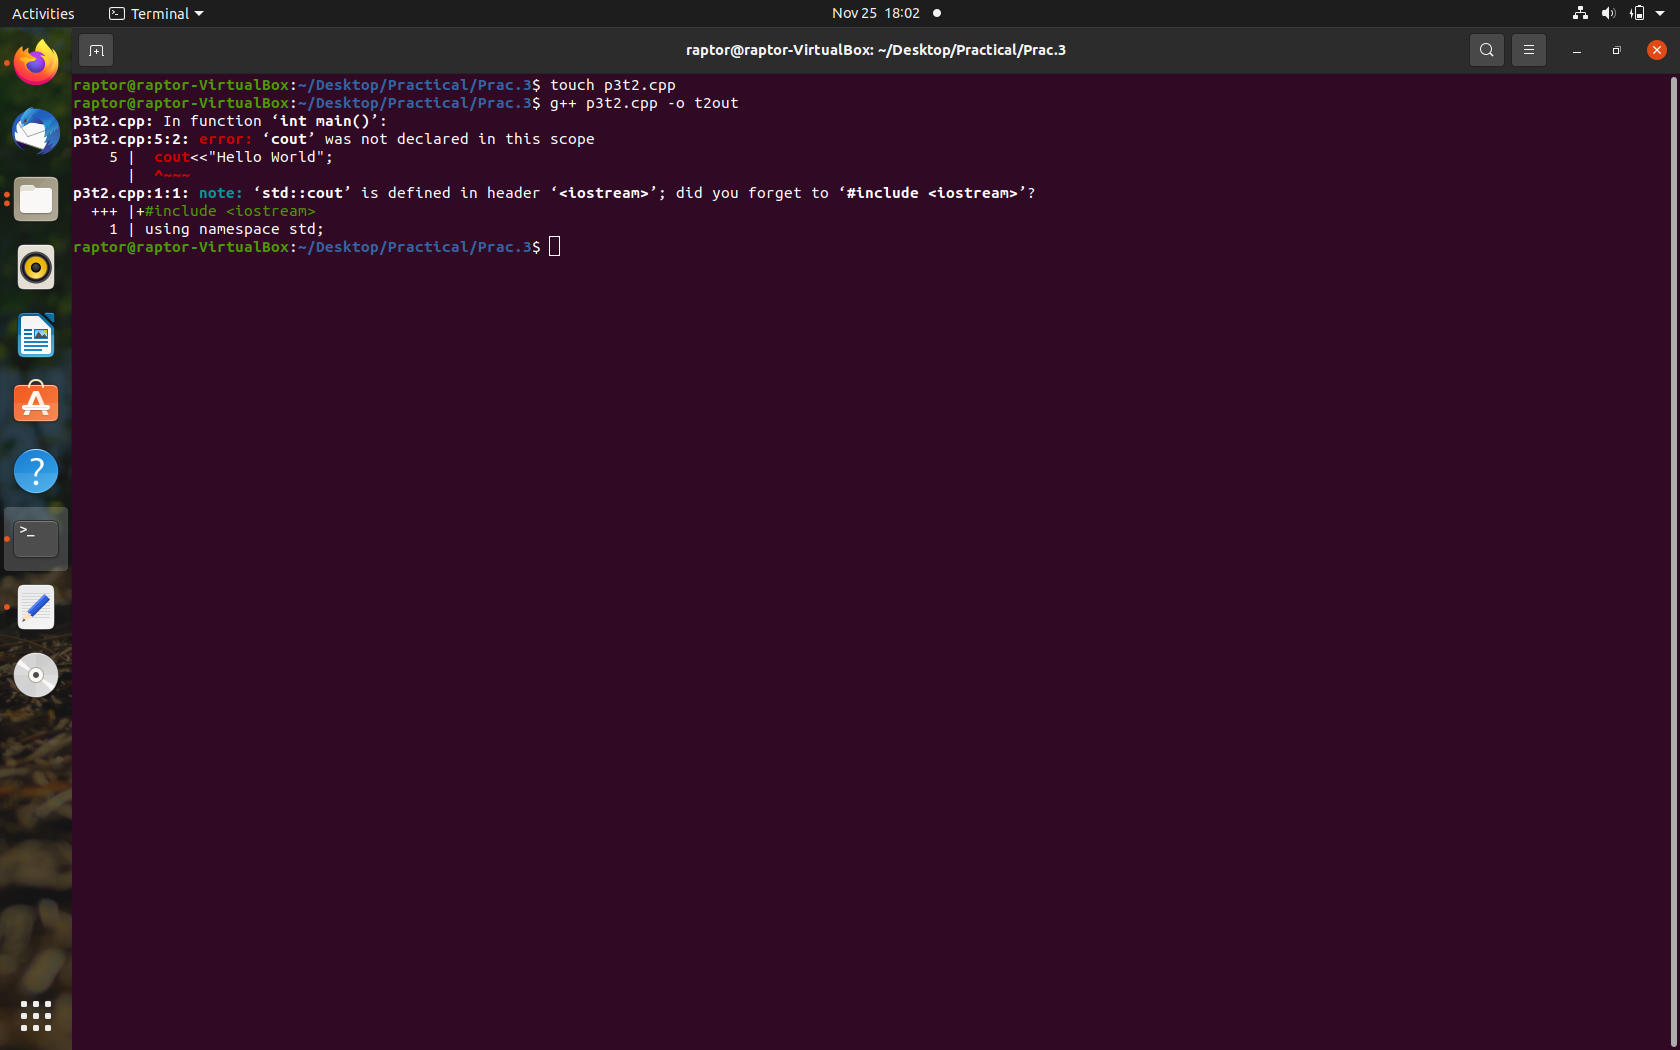 Activities
Terminal
Nov 25 18:02
raptor@raptor-VirtualBox: ~/Desktop/Practical/Prac.3
raptor@raptor-VirtualBox:~/Desktop/Practical/Prac.3$ touch p3t2.cpp
raptor@raptor-VirtualBox:~/Desktop/Practical/Prac.3$ g++ p3t2.cpp -o t2out
p3t2.cpp: In function ‘int main()’:
p3t2.cpp:5:2: error: ‘cout’ was not declared in this scope
    5 |  cout<<"Hello World";
      |  ^~~~
p3t2.cpp:1:1: note: ‘std::cout’ is defined in header ‘<iostream>’; did you forget to ‘#include <iostream>’?
  +++ |+#include <iostream>
    1 | using namespace std;
raptor@raptor-VirtualBox:~/Desktop/Practical/Prac.3$